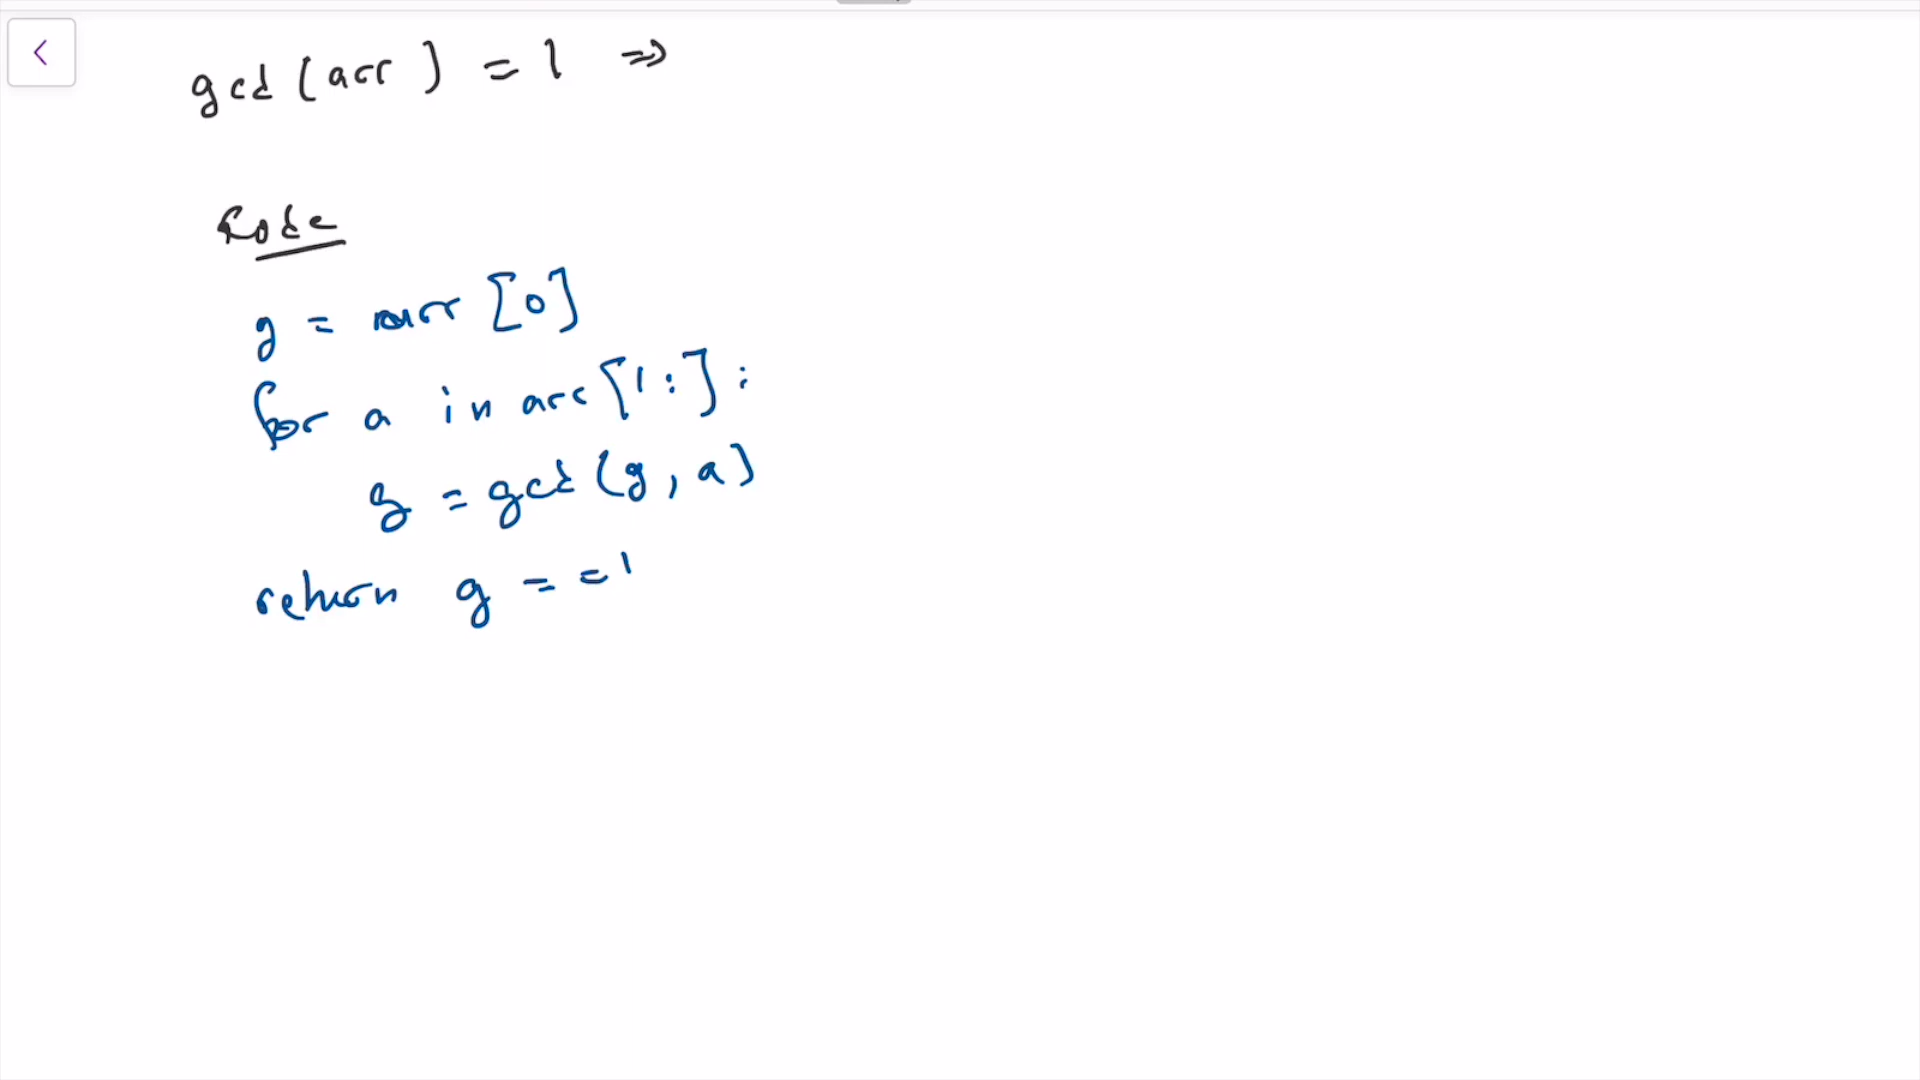 gcd (arr) = 1 ⇒
Code
g = arr [0]
for a in arr [1:] :
g = gcd (g, a)
return g == 1